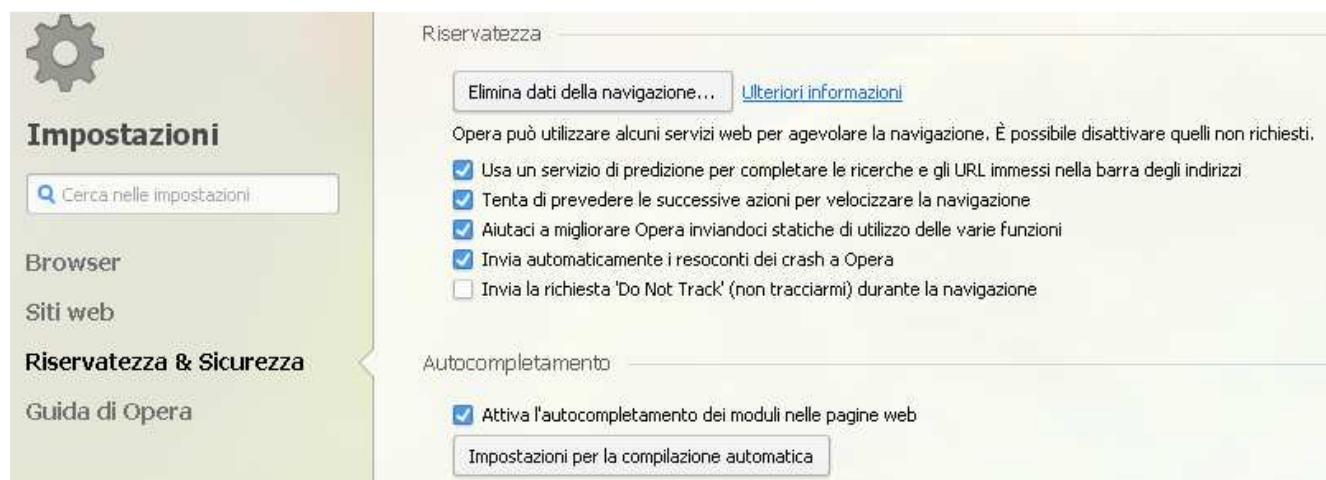 Impostazioni
Cerca nelle impostazioni
Browser
Siti web
Riservatezza & Sicurezza
Guida di Opera
Riservatezza
Elimina dati della navigazione... Ulteriori informazioni
Opera può utilizzare alcuni servizi web per agevolare la navigazione. È possibile disattivare quelli non richiesti.
Usa un servizio di predizione per completare le ricerche e gli URL immessi nella barra degli indirizzi
Tenta di prevedere le successive azioni per velocizzare la navigazione
Aiutaci a migliorare Opera inviandoci statiche di utilizzo delle varie funzioni
Invia automaticamente i resoconti dei crash a Opera
Invia la richiesta 'Do Not Track' (non tracciarmi) durante la navigazione
Autocompletamento
Attiva l'autocompletamento dei moduli nelle pagine web
Impostazioni per la compilazione automatica